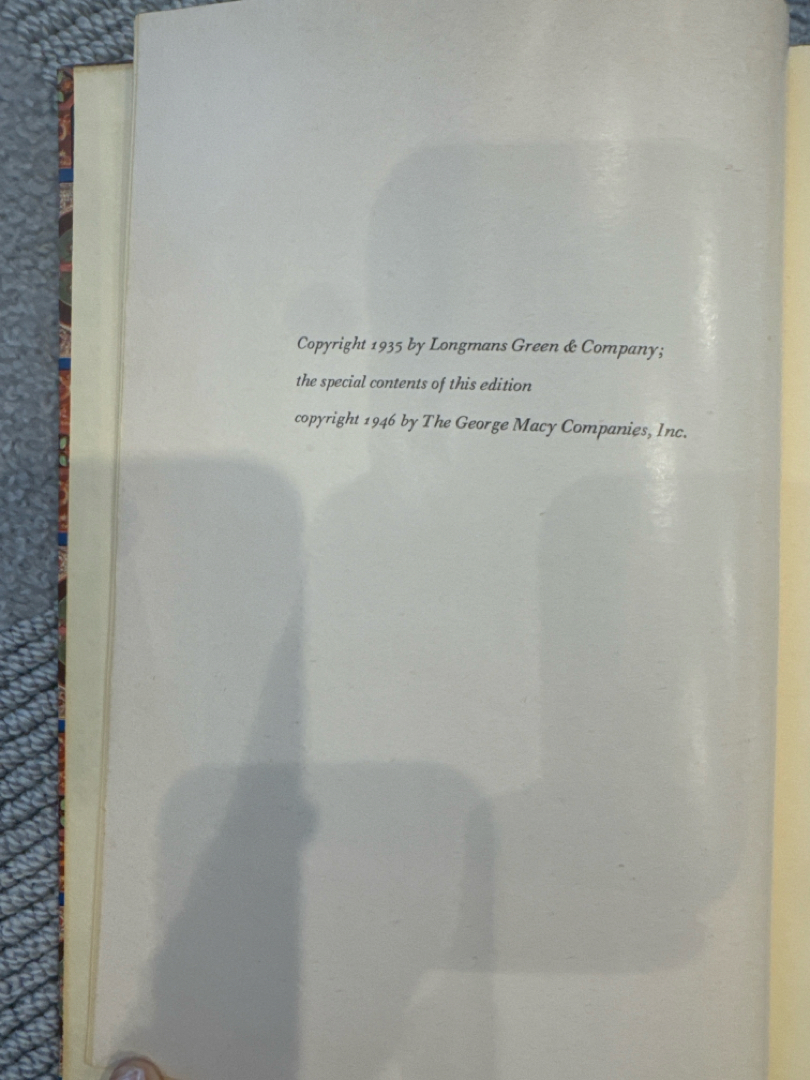 Copyright 1935 by Longmans Green & Company;
the special contents of this edition
copyright 1946 by The George Macy Companies, Inc.